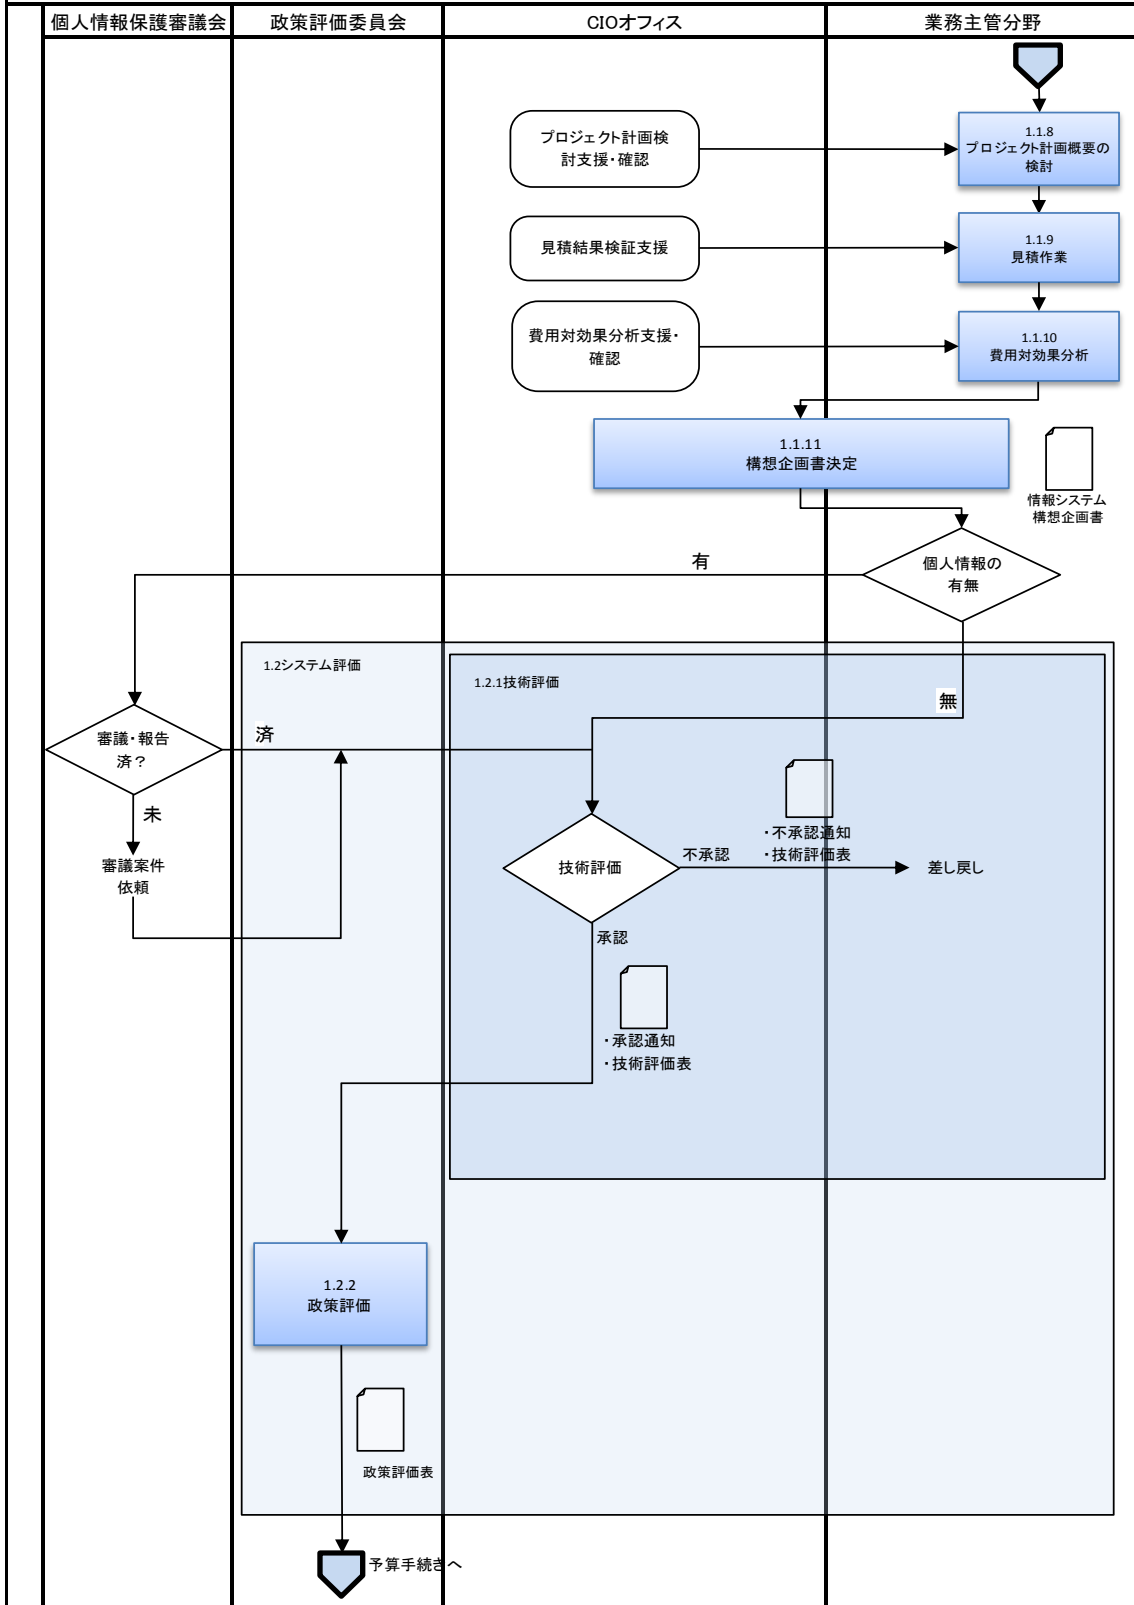 個人情報保護審議会
政策評価委員会
CIOオフィス
業務主管分野
プロジェクト計画検
討支援・確認
1.1.8
プロジェクト計画概要の
検討
見積結果検証支援
1.1.9
見積作業
費用対効果分析支援・
確認
1.1.10
費用対効果分析
1.1.11
構想企画書決定
情報システム
構想企画書
個人情報の
有無
有
無
1.2システム評価
1.2.1技術評価
審議・報告
済？
済
未
審議案件
依頼
技術評価
不承認
・不承認通知
・技術評価表
差し戻し
承認
・承認通知
・技術評価表
1.2.2
政策評価
政策評価表
予算手続きへ